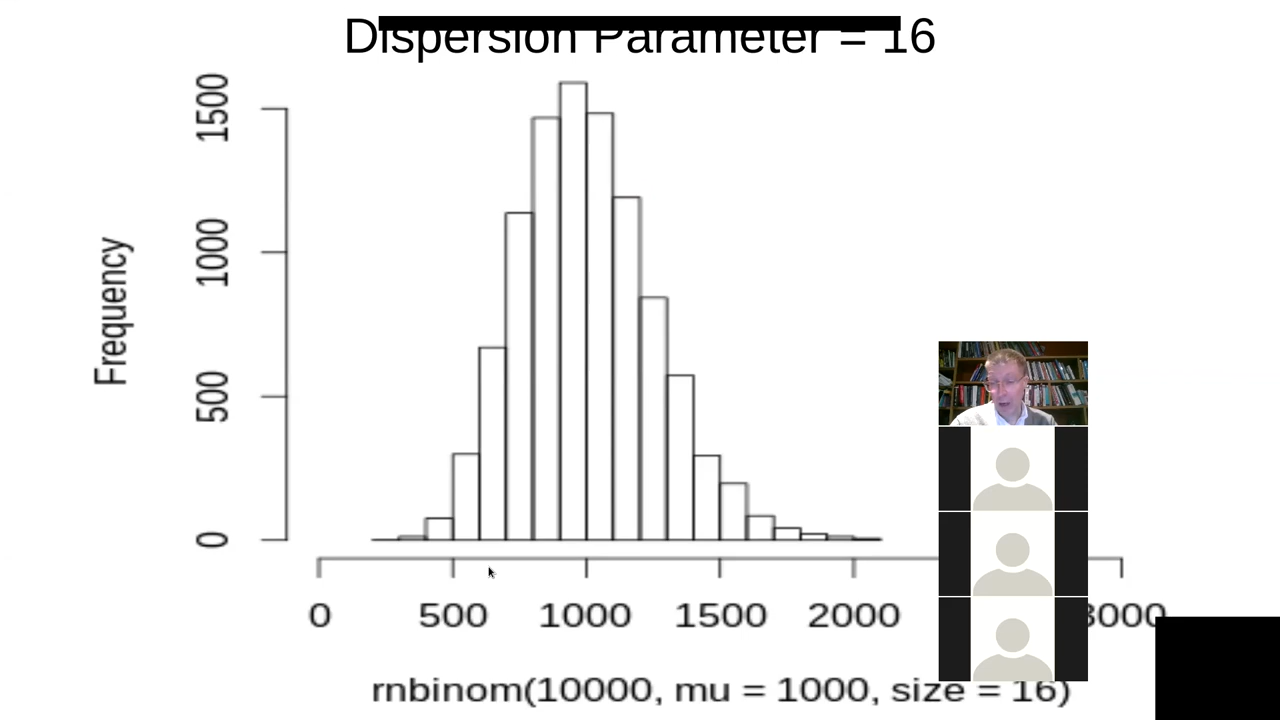 Dispersion Parameter = 16
Frequency
1500
1000
500
0
0 500 1000 1500 2000 3000
rnbinom(10000, mu = 1000, size = 16)